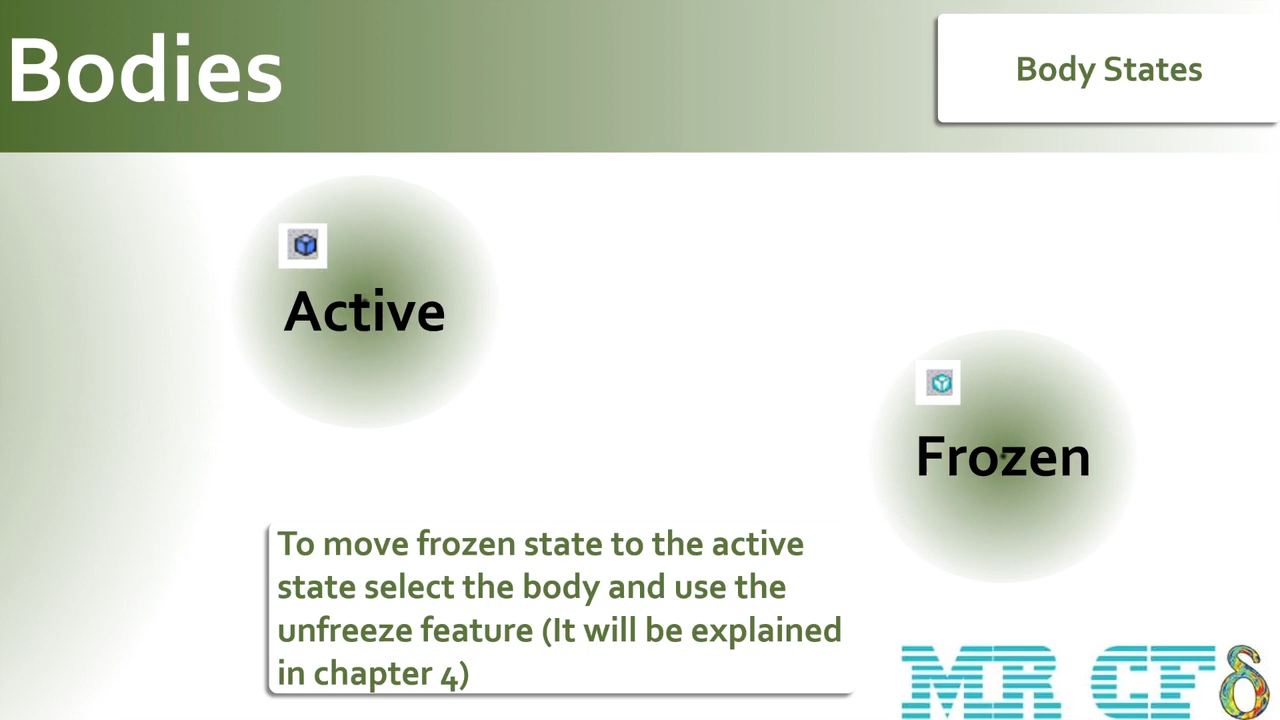 Bodies
Body States
Active
Frozen
To move frozen state to the active
state select the body and use the
unfreeze feature (It will be explained
in chapter 4)
MR CFδ